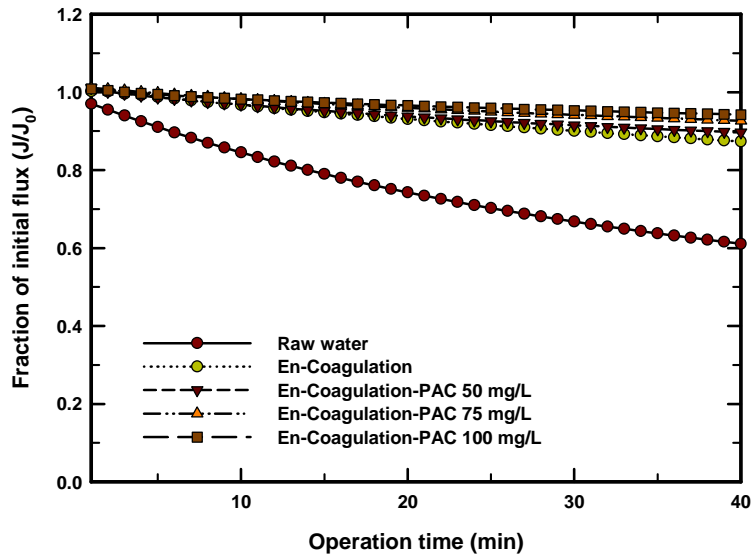 1.2
1.0
0.8
0.6
0.4
0.2
0.0
Fraction of initial flux (J/J₀)
Raw water
En-Coagulation
En-Coagulation-PAC 50 mg/L
En-Coagulation-PAC 75 mg/L
En-Coagulation-PAC 100 mg/L
10 20 30 40
Operation time (min)